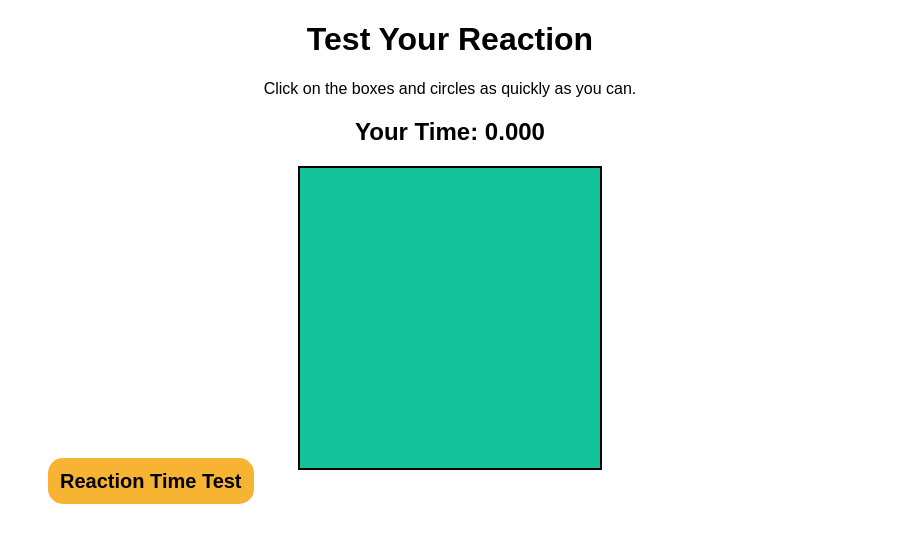 Test Your Reaction
Click on the boxes and circles as quickly as you can.
Your Time: 0.000
Reaction Time Test